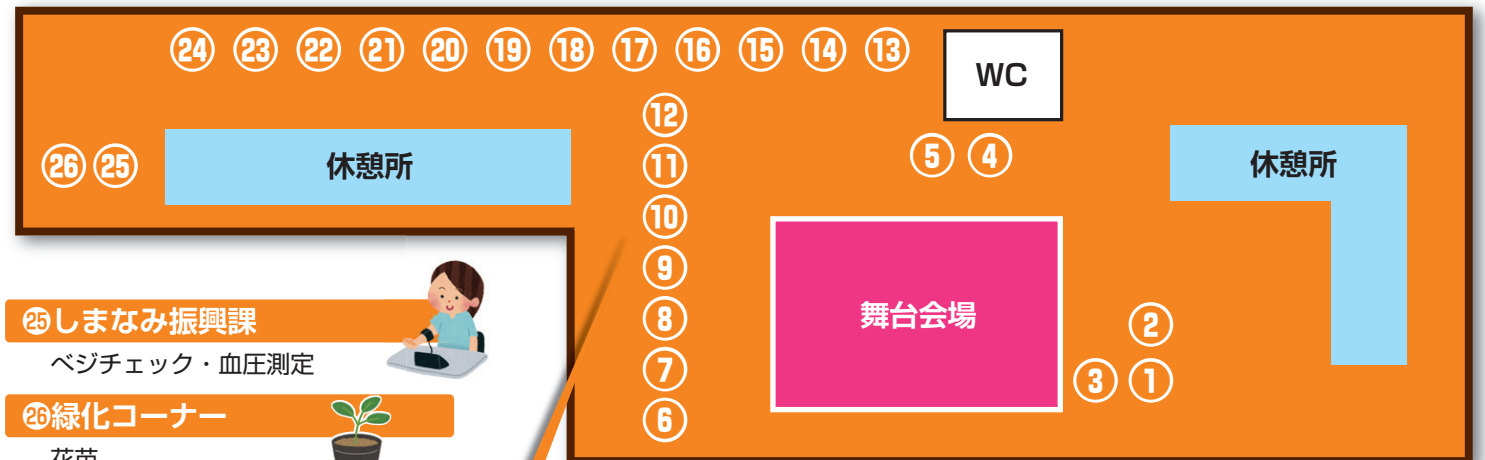 ㉔ ㉓ ㉒ ㉑ ⑳ ⑲ ⑱ ⑰ ⑯ ⑮ ⑭ ⑬
WC
⑫
㉖ ㉕
休憩所
⑪
⑤ ④
休憩所
⑩
⑨
⑧
⑦
⑥
舞台会場
②
③ ①
㉕しまなみ振興課
ベジチェック・血圧測定
㉖緑化コーナー
花苗